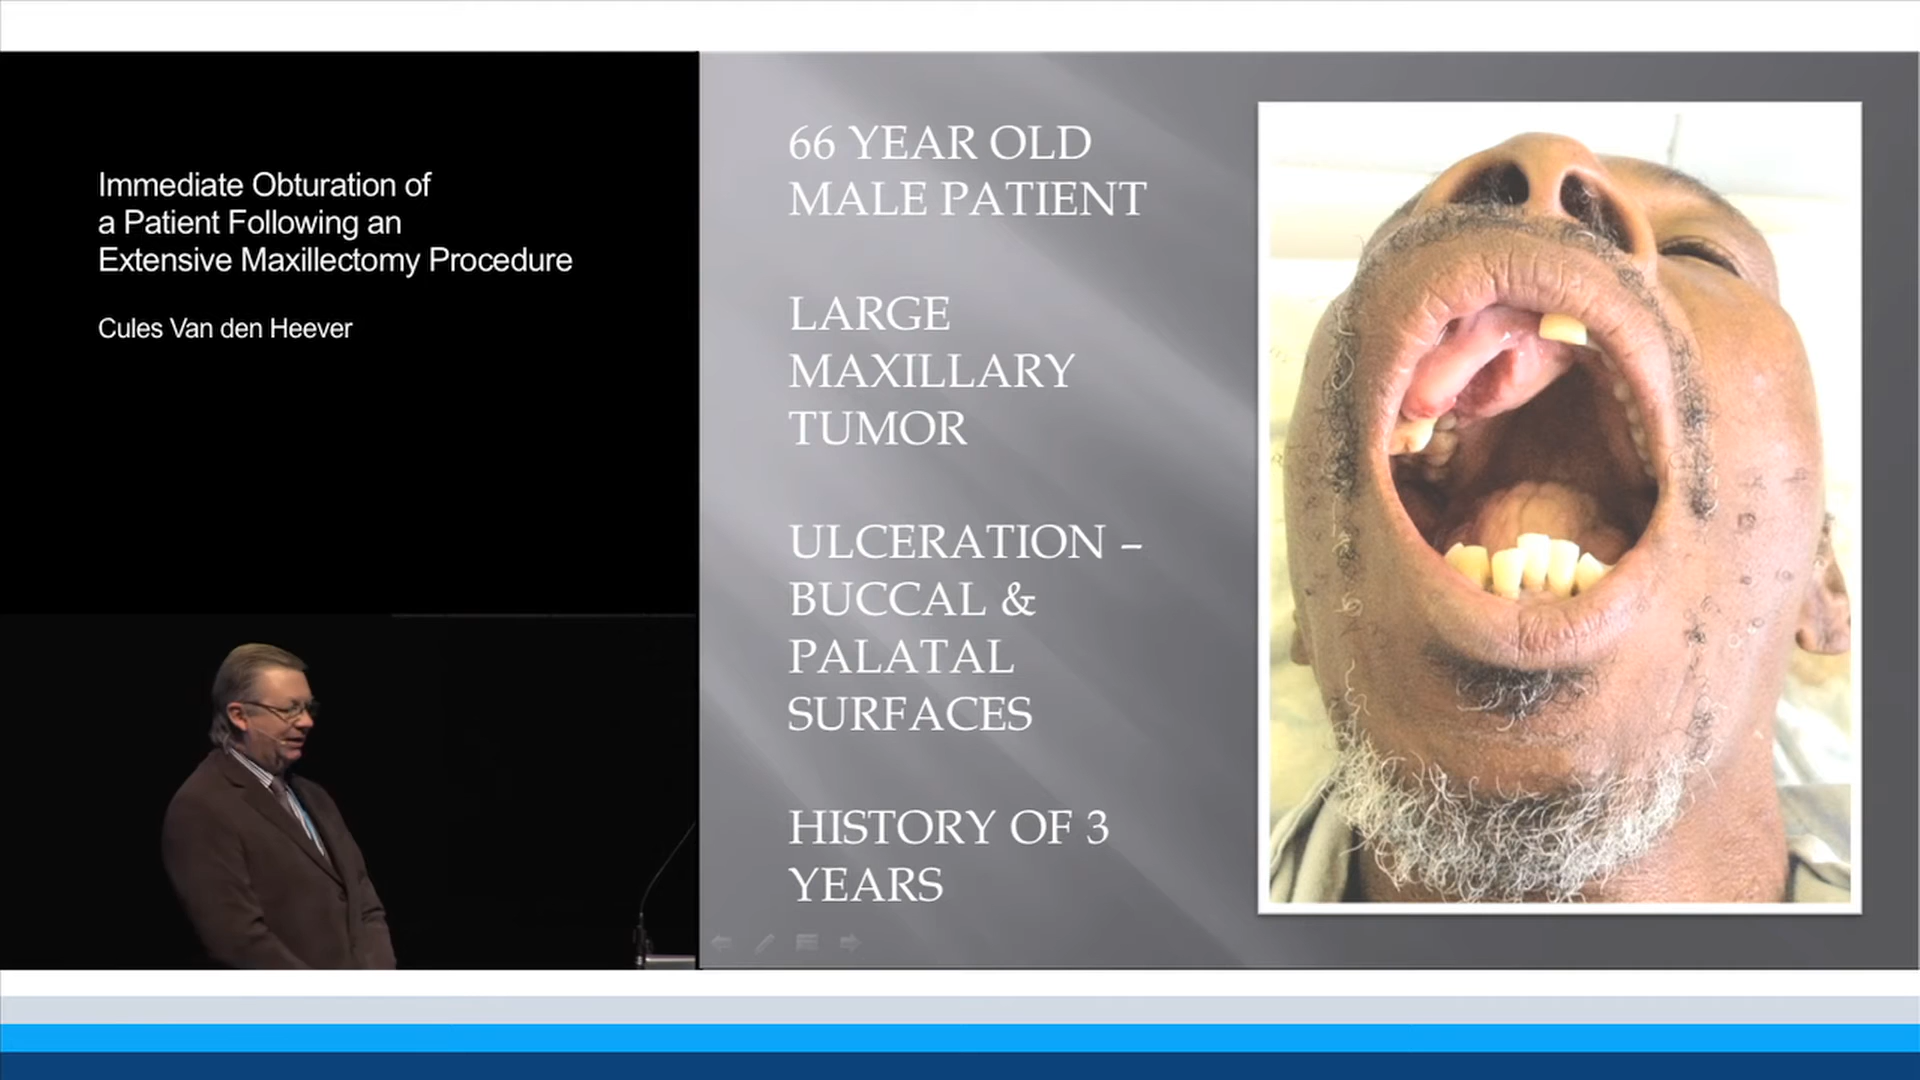 Immediate Obturation of
a Patient Following an
Extensive Maxillectomy Procedure
Cules Van den Heever
66 YEAR OLD
MALE PATIENT
LARGE
MAXILLARY
TUMOR
ULCERATION –
BUCCAL &
PALATAL
SURFACES
HISTORY OF 3
YEARS